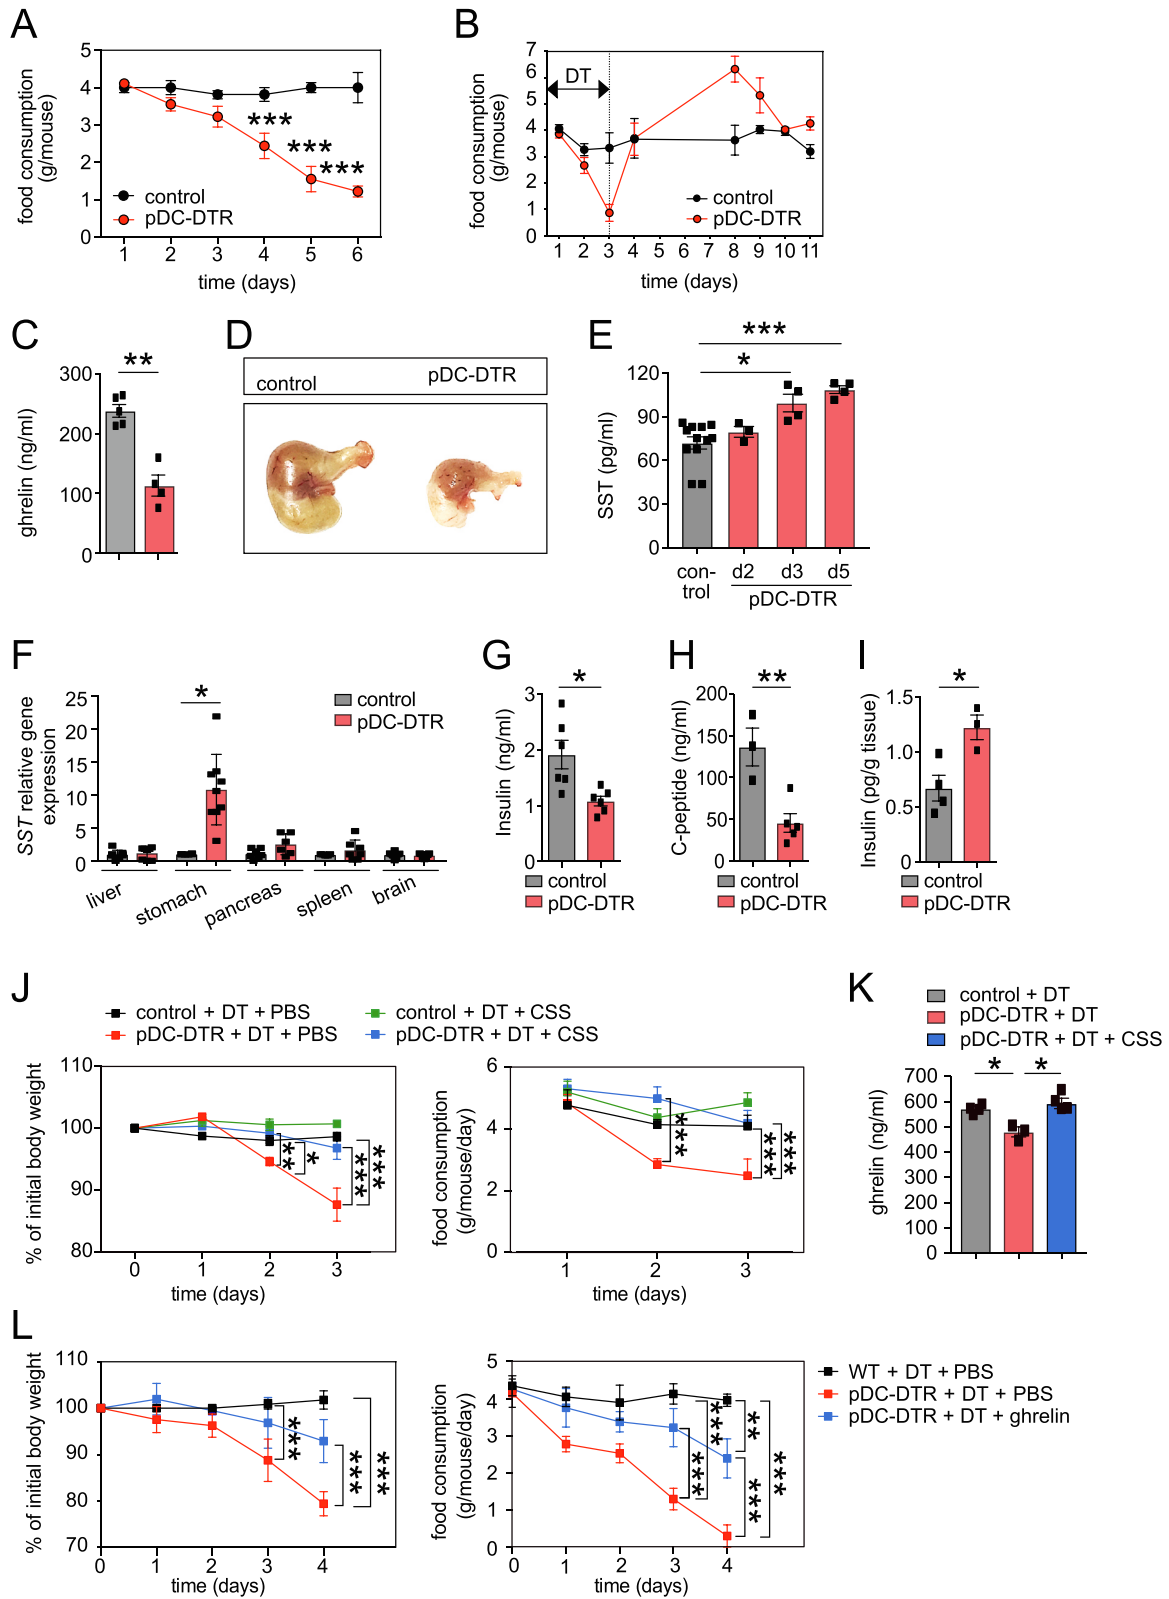 A
food consumption
(g/mouse)
5
4
3
2
1
0
***
***
***
control
pDC-DTR
1 2 3 4 5 6
time (days)
B
food consumption
(g/mouse)
7
6
5
4
3
2
1
0
DT
control
pDC-DTR
1 2 3 4 5 6 7 8 9 10 11
time (days)
C
ghrelin (ng/ml)
300
200
100
0
**
D
control
pDC-DTR
E
SST (pg/ml)
120
90
60
30
0
***
*
con-
trol
d2 d3 d5
pDC-DTR
F
SST relative gene
expression
25
20
15
10
5
0
*
control
pDC-DTR
liver stomach pancreas spleen brain
G
Insulin (ng/ml)
3
2
1
0
*
control
pDC-DTR
H
C-peptide (ng/ml)
200
150
100
50
0
**
control
pDC-DTR
I
Insulin (pg/g tissue)
1.5
1.0
0.5
0
*
control
pDC-DTR
J
control + DT + PBS
pDC-DTR + DT + PBS
control + DT + CSS
pDC-DTR + DT + CSS
% of initial body weight
110
100
90
80
**
*
***
***
0 1 2 3
time (days)
food consumption
(g/mouse/day)
6
4
2
0
***
***
***
1 2 3
time (days)
K
control + DT
pDC-DTR + DT
pDC-DTR + DT + CSS
ghrelin (ng/ml)
700
600
500
400
300
200
100
0
*
*
L
% of initial body weight
110
100
90
80
70
***
***
***
0 1 2 3 4
time (days)
food consumption
(g/mouse/day)
5
4
3
2
1
0
***
***
**
***
***
0 1 2 3 4
time (days)
WT + DT + PBS
pDC-DTR + DT + PBS
pDC-DTR + DT + ghrelin